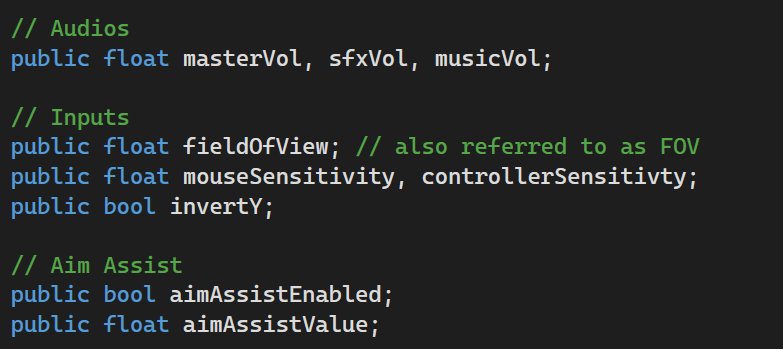 // Audios
public float masterVol, sfxVol, musicVol;
// Inputs
public float fieldOfView; // also referred to as FOV
public float mouseSensitivity, controllerSensitivty;
public bool invertY;
// Aim Assist
public bool aimAssistEnabled;
public float aimAssistValue;